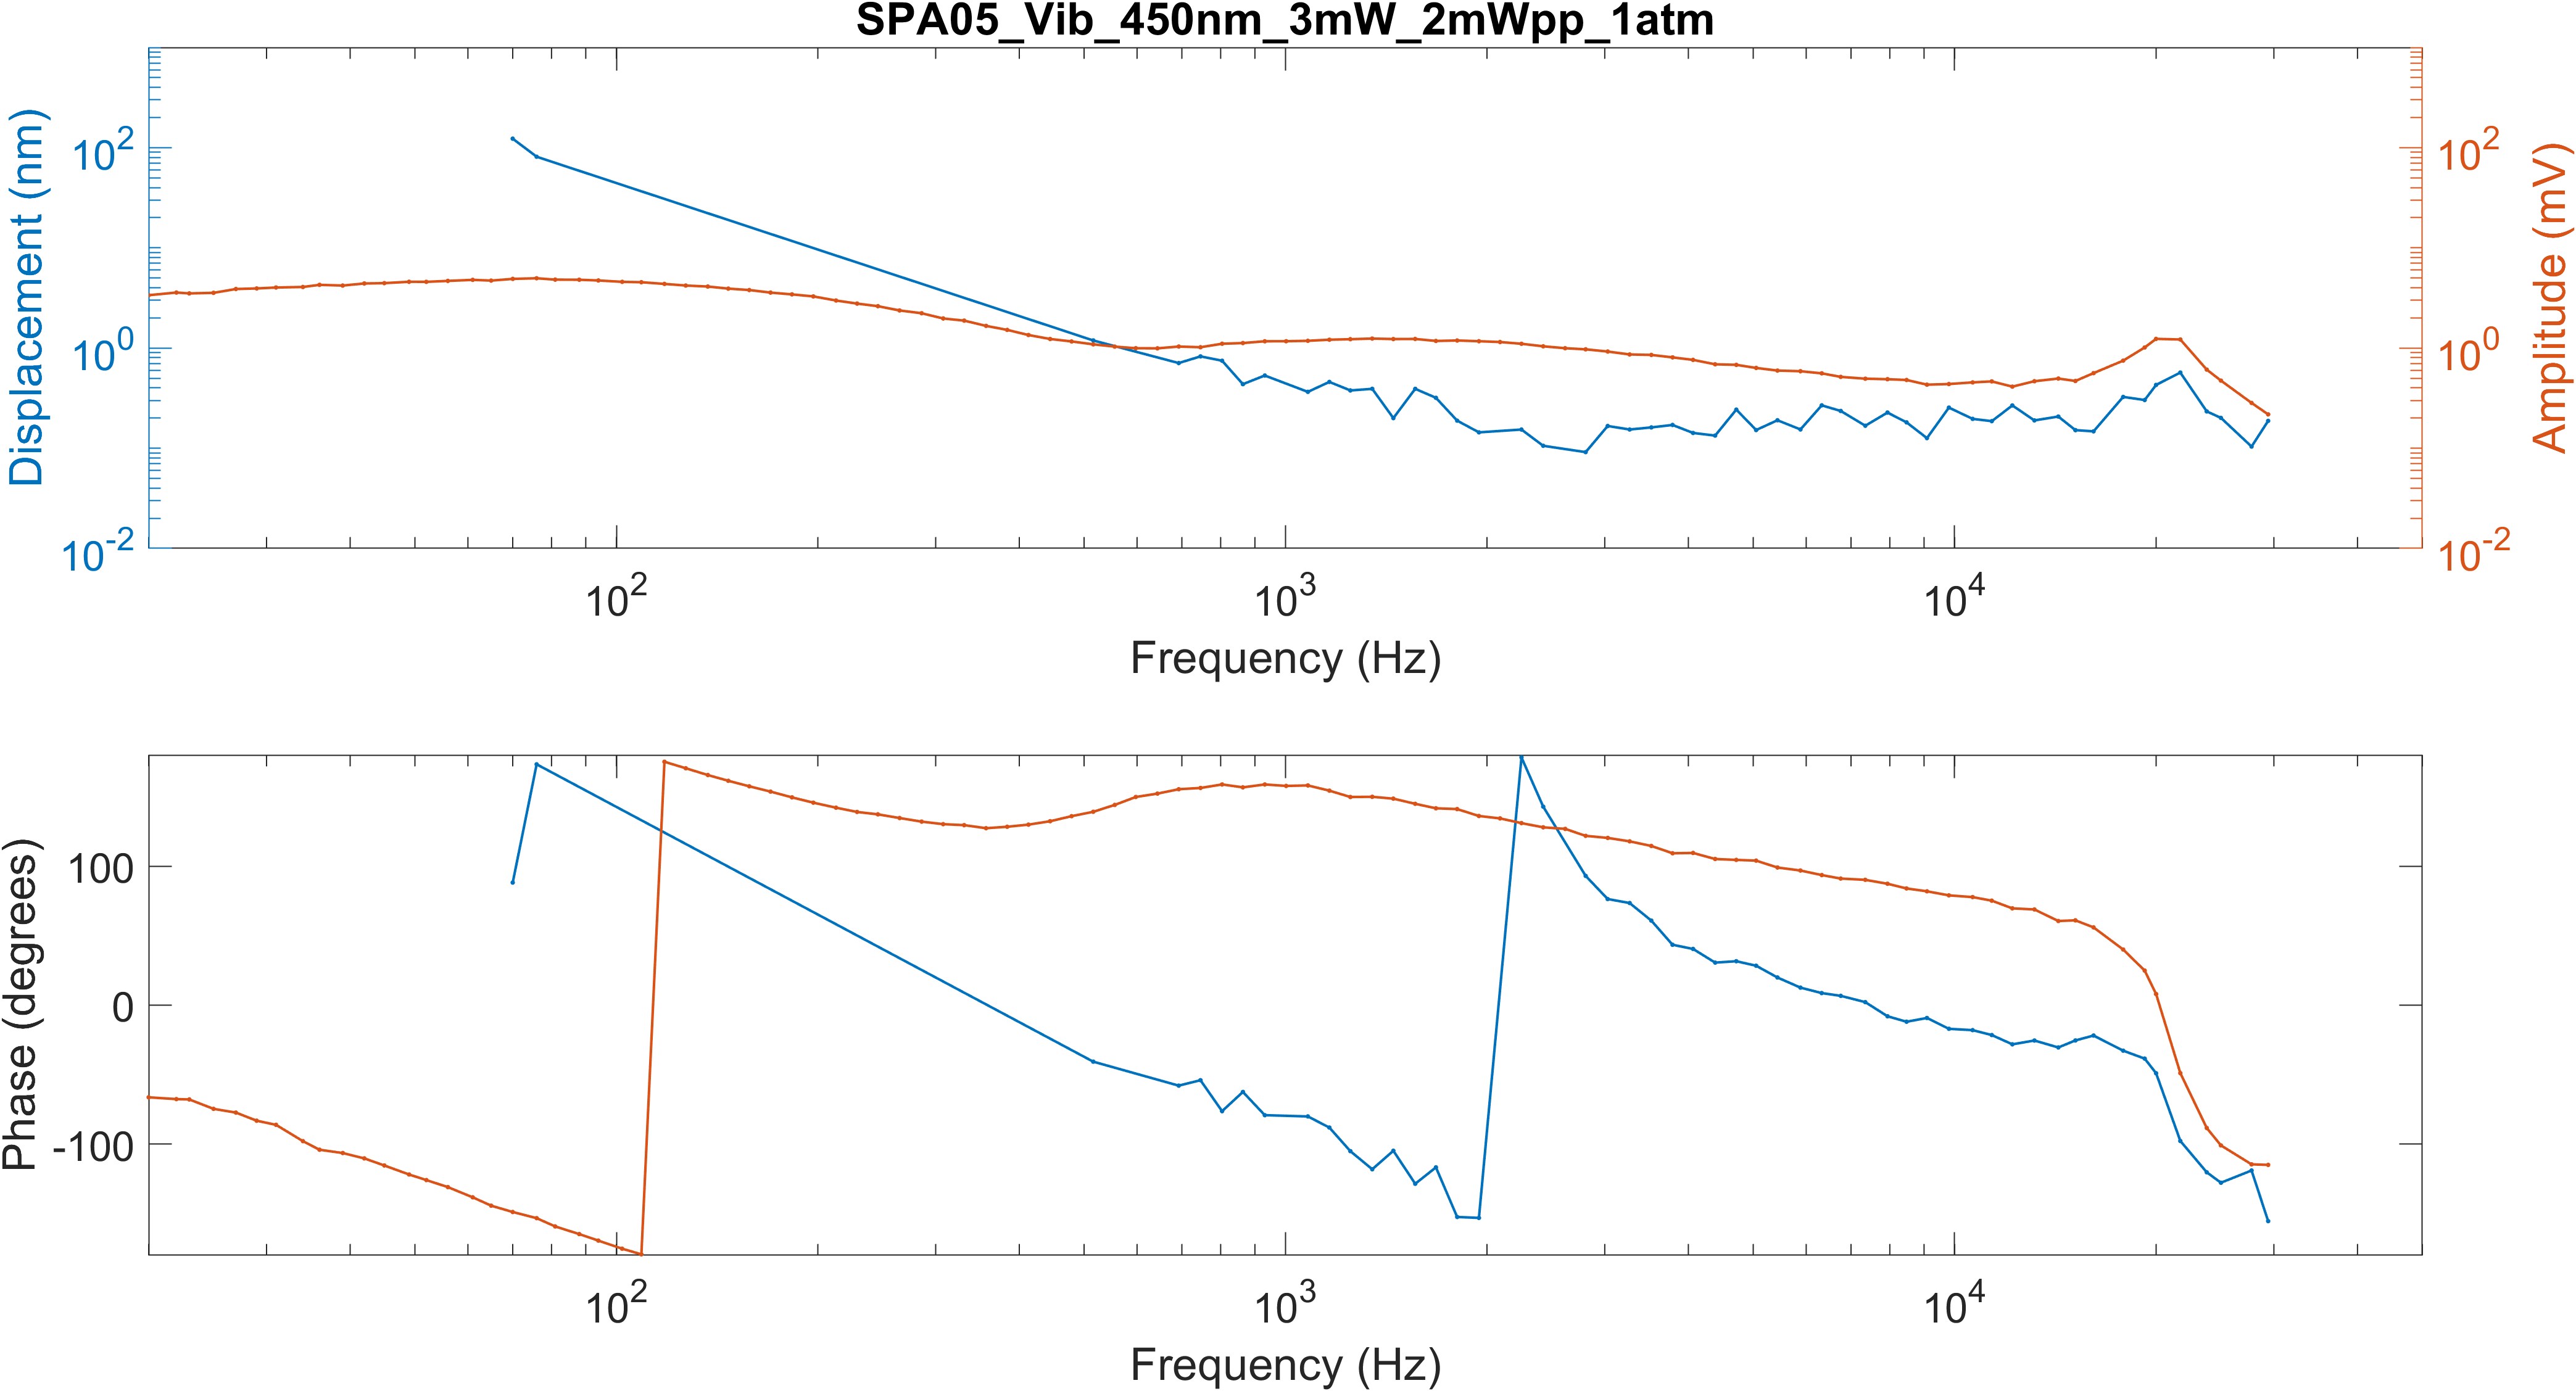 SPA05_Vib_450nm_3mW_2mWpp_1atm
Displacement (nm)
10^2
10^0
10^-2
Amplitude (mV)
10^2
10^0
10^-2
10^2
10^3
10^4
Frequency (Hz)
Phase (degrees)
100
0
-100
10^2
10^3
10^4
Frequency (Hz)